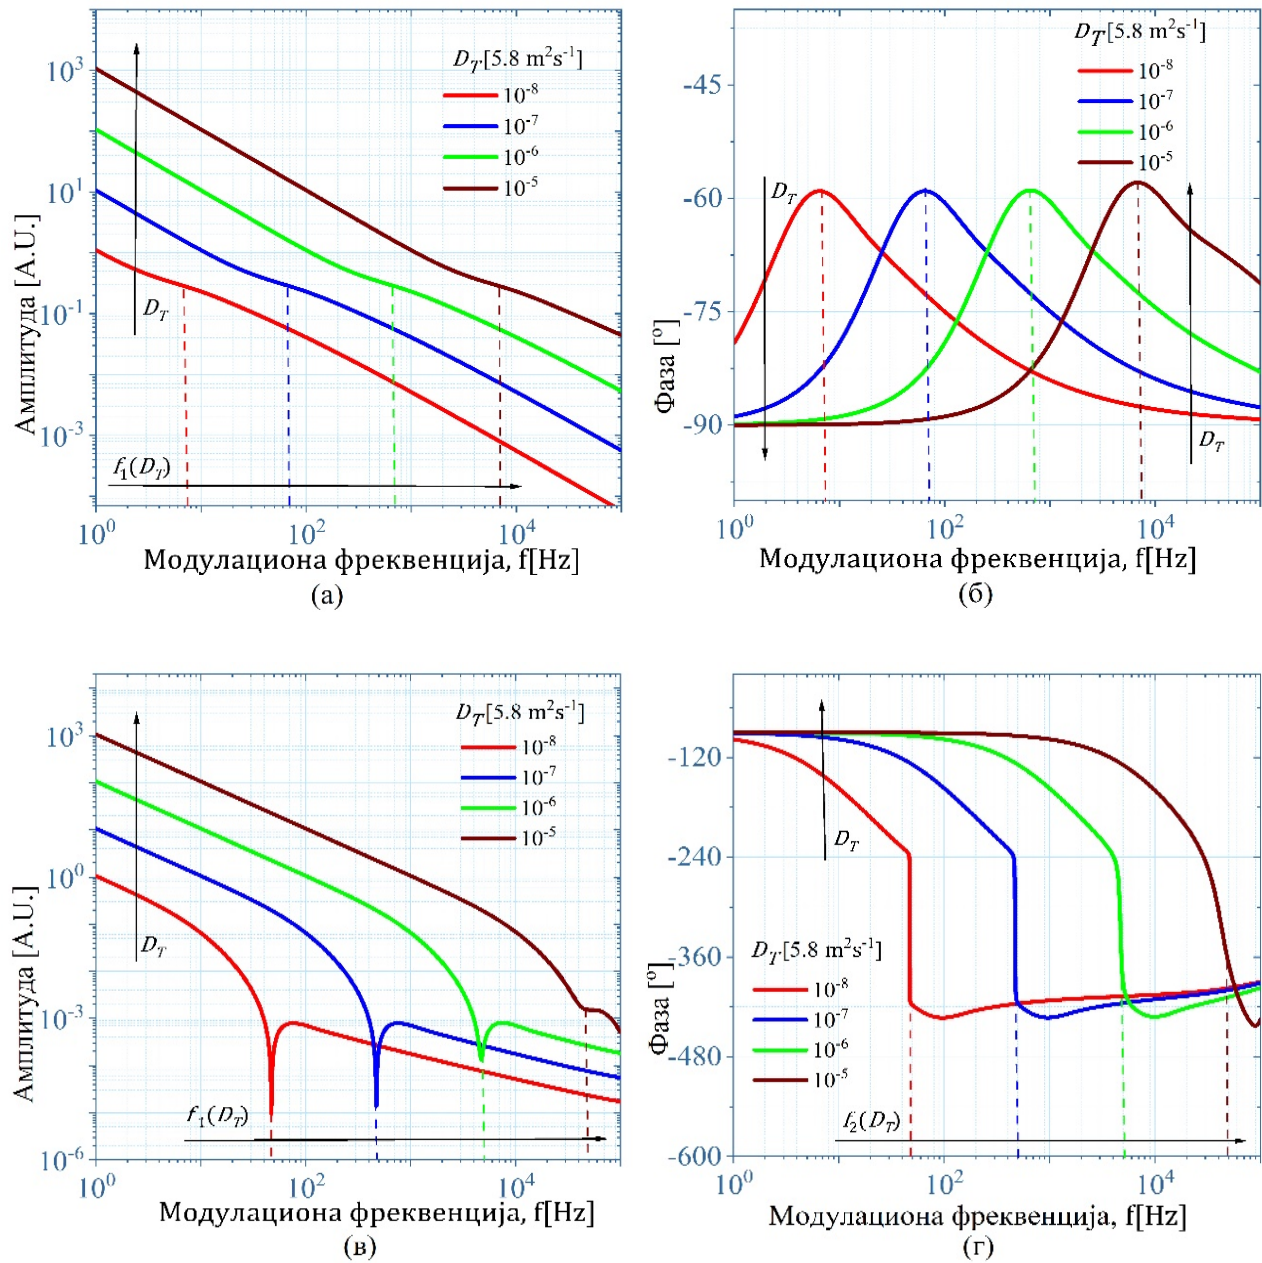 Амплитуда [A.U.]
10³
10¹
10⁻¹
10⁻³
D_T[5.8 m²s⁻¹]
10⁻⁸
10⁻⁷
10⁻⁶
10⁻⁵
D_T
f₁(D_T)
10⁰ 10² 10⁴
Модулациона фреквенција, f[Hz]
(а)
Фаза [º]
-45
-60
-75
-90
D_T[5.8 m²s⁻¹]
10⁻⁸
10⁻⁷
10⁻⁶
10⁻⁵
D_T
D_T
10⁰ 10² 10⁴
Модулациона фреквенција, f[Hz]
(б)
Амплитуда [A.U.]
10³
10⁰
10⁻³
10⁻⁶
D_T[5.8 m²s⁻¹]
10⁻⁸
10⁻⁷
10⁻⁶
10⁻⁵
D_T
f₁(D_T)
10⁰ 10² 10⁴
Модулациона фреквенција, f[Hz]
(в)
Фаза [º]
-120
-240
-360
-480
-600
D_T
D_T[5.8 m²s⁻¹]
10⁻⁸
10⁻⁷
10⁻⁶
10⁻⁵
f₂(D_T)
10⁰ 10² 10⁴
Модулациона фреквенција, f[Hz]
(г)